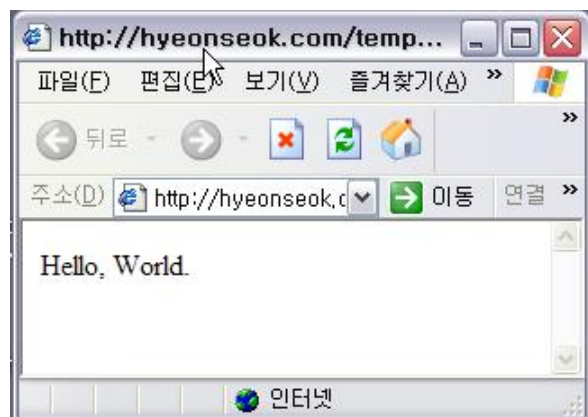 http://hyeonseok.com/temp...
파일(F) 편집(E) 보기(V) 즐겨찾기(A) »
뒤로 »
주소(D) http://hyeonseok.c 이동 연결 »
Hello, World.
인터넷